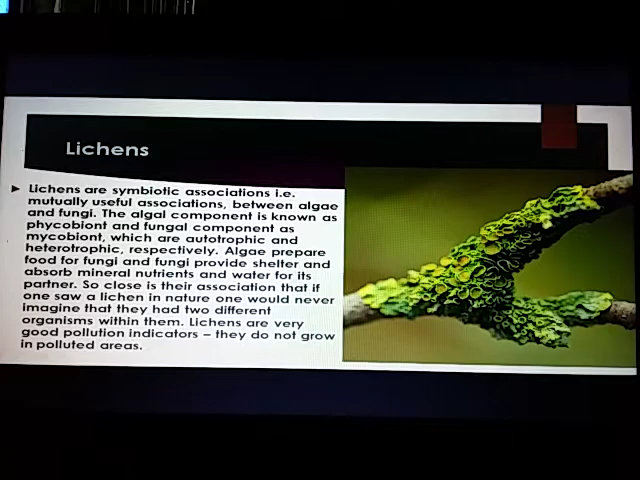 Lichens
► Lichens are symbiotic associations i.e.
mutually useful associations, between algae
and fungi. The algal component is known as
phycobiont and fungal component as
mycobiont, which are autotrophic and
heterotrophic, respectively. Algae prepare
food for fungi and fungi provide shelter and
absorb mineral nutrients and water for its
partner. So close is their association that if
one saw a lichen in nature one would never
imagine that they had two different
organisms within them. Lichens are very
good pollution indicators – they do not grow
in polluted areas.